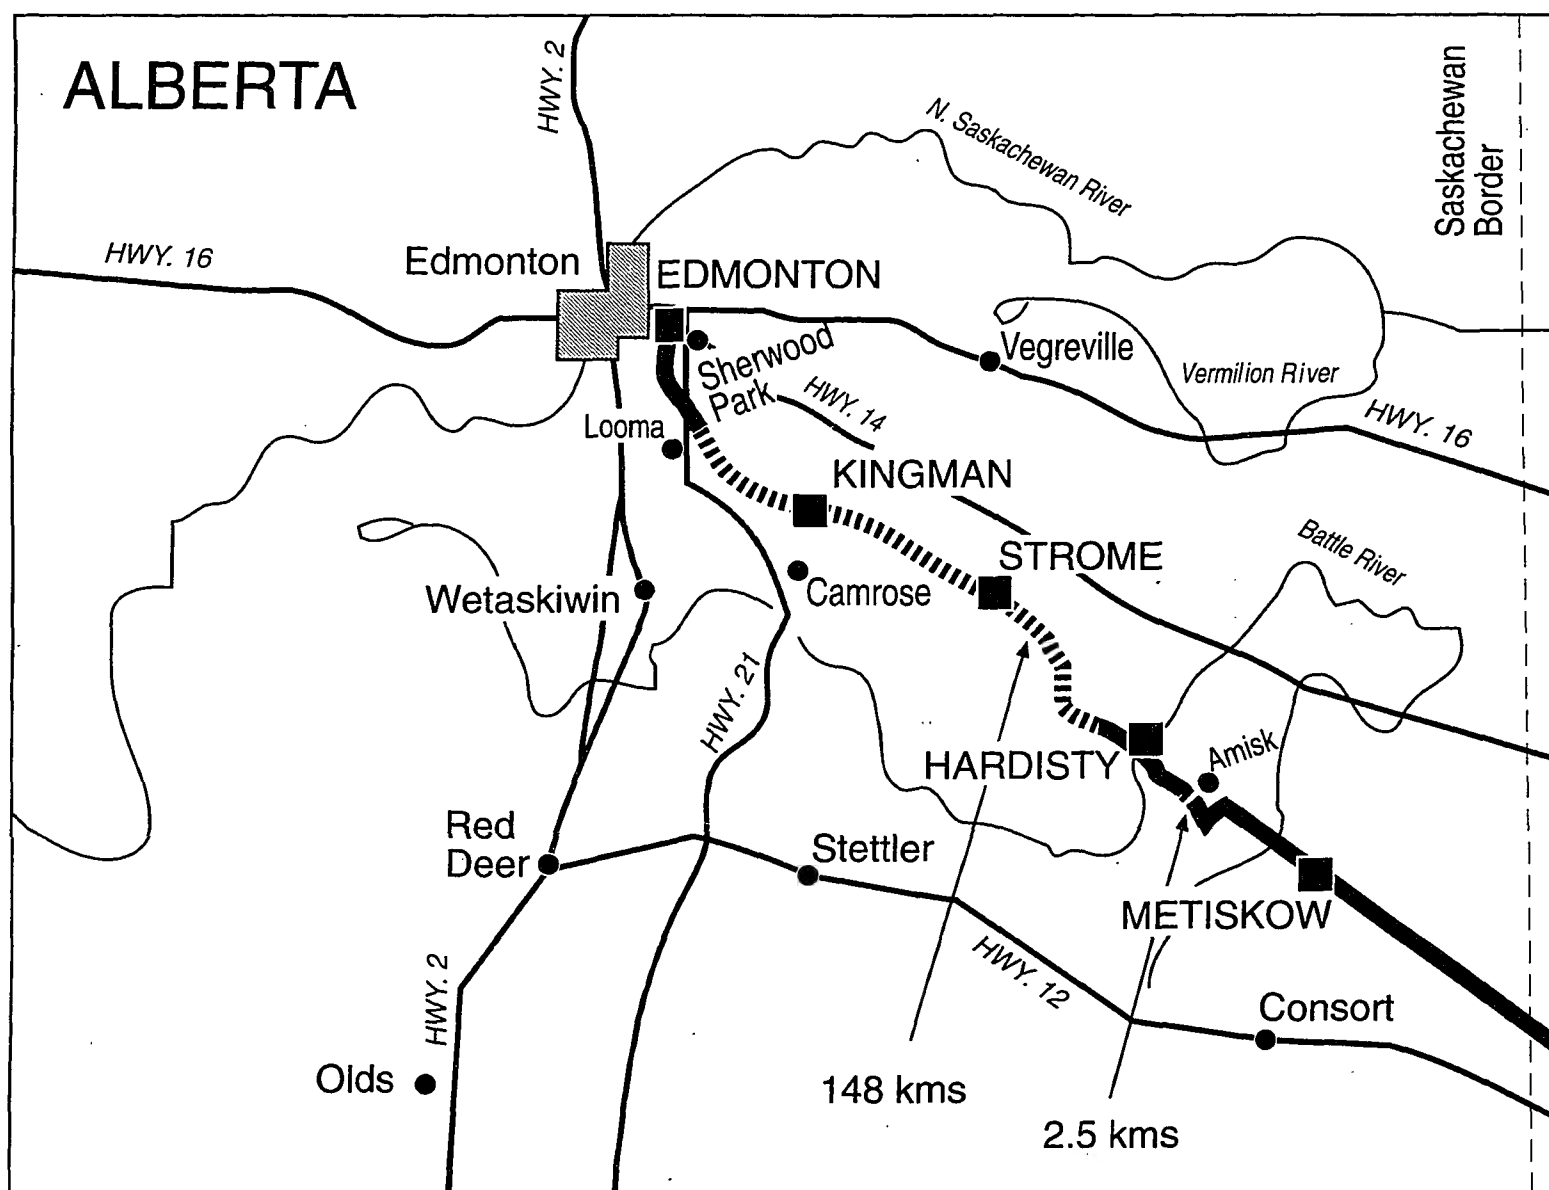 ALBERTA
HWY. 2
N. Saskachewan River
Saskachewan
Border
HWY. 16
Edmonton
EDMONTON
Sherwood
Park
Vegreville
Vermilion River
HWY. 14
HWY. 16
Looma
KINGMAN
STROME
Battle River
Wetaskiwin
Camrose
HWY. 21
HARDISTY
Amisk
Red
Deer
Stettler
METISKOW
HWY. 2
HWY. 12
Consort
Olds
148 kms
2.5 kms